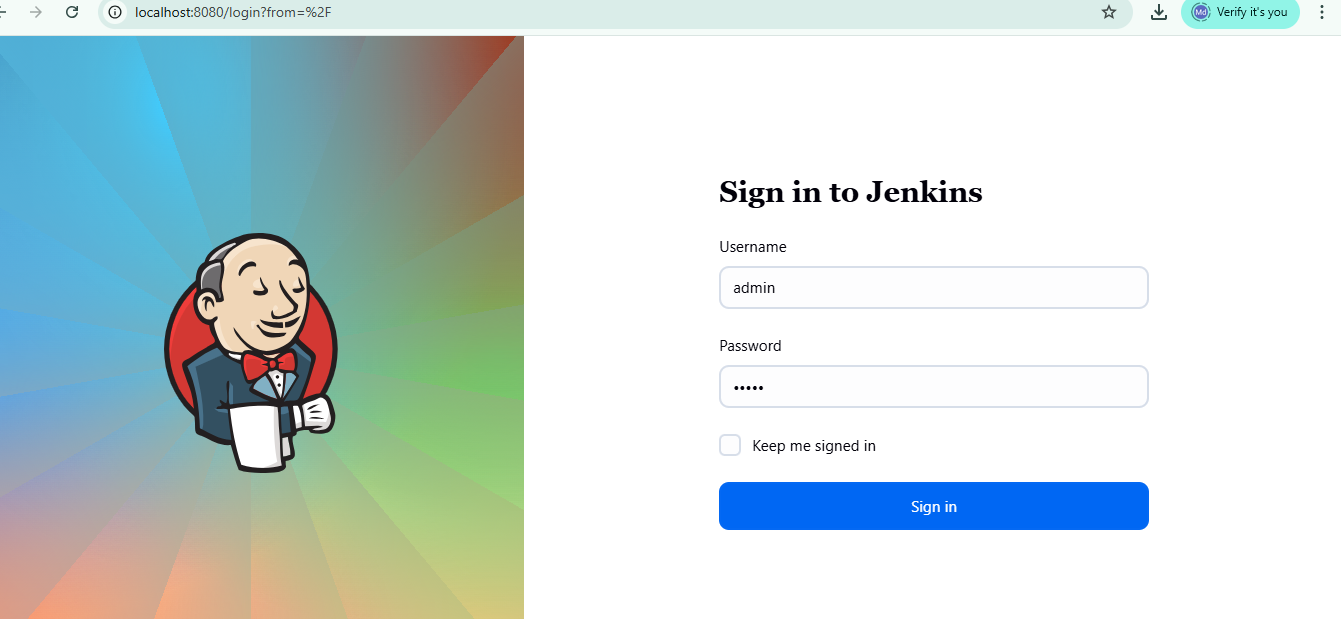 localhost:8080/login?from=%2F
Md
Verify it's you
Sign in to Jenkins
Username
admin
Password
•••••
Keep me signed in
Sign in